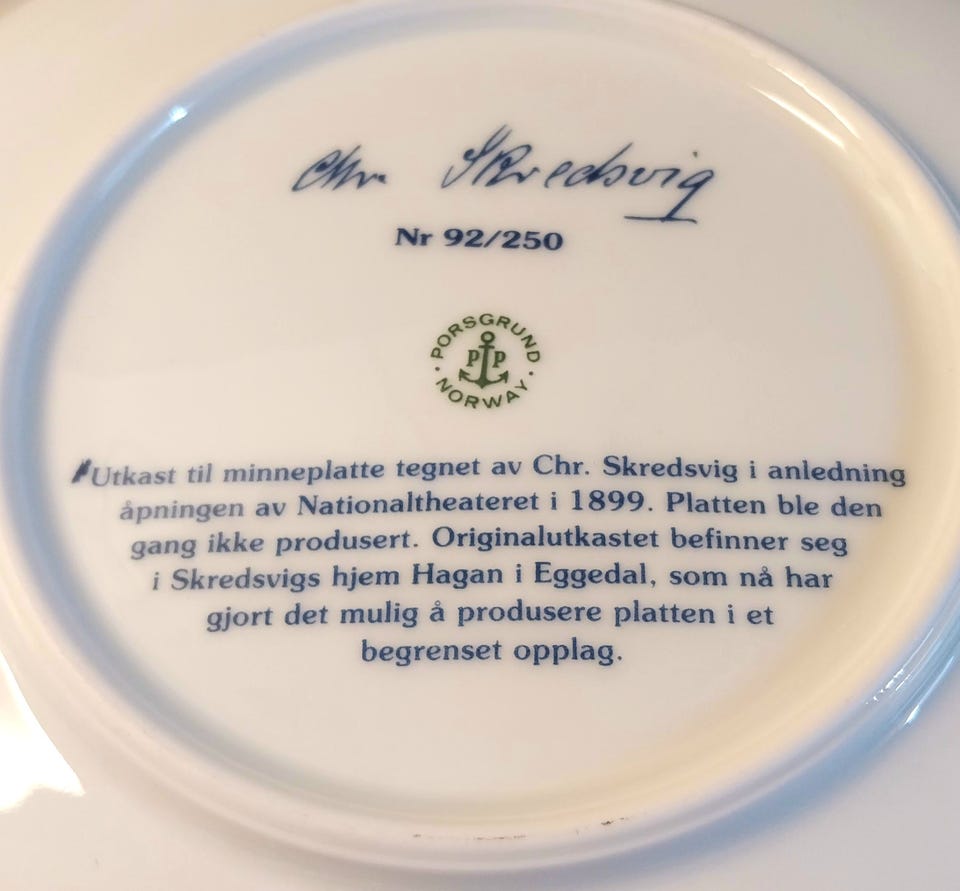 Chr. Skredsvig
Nr 92/250
PORSGRUND
PP
NORWAY
Utkast til minneplatte tegnet av Chr. Skredsvig i anledning
åpningen av Nationaltheateret i 1899. Platten ble den
gang ikke produsert. Originalutkastet befinner seg
i Skredsvigs hjem Hagan i Eggedal, som nå har
gjort det mulig å produsere platten i et
begrenset opplag.